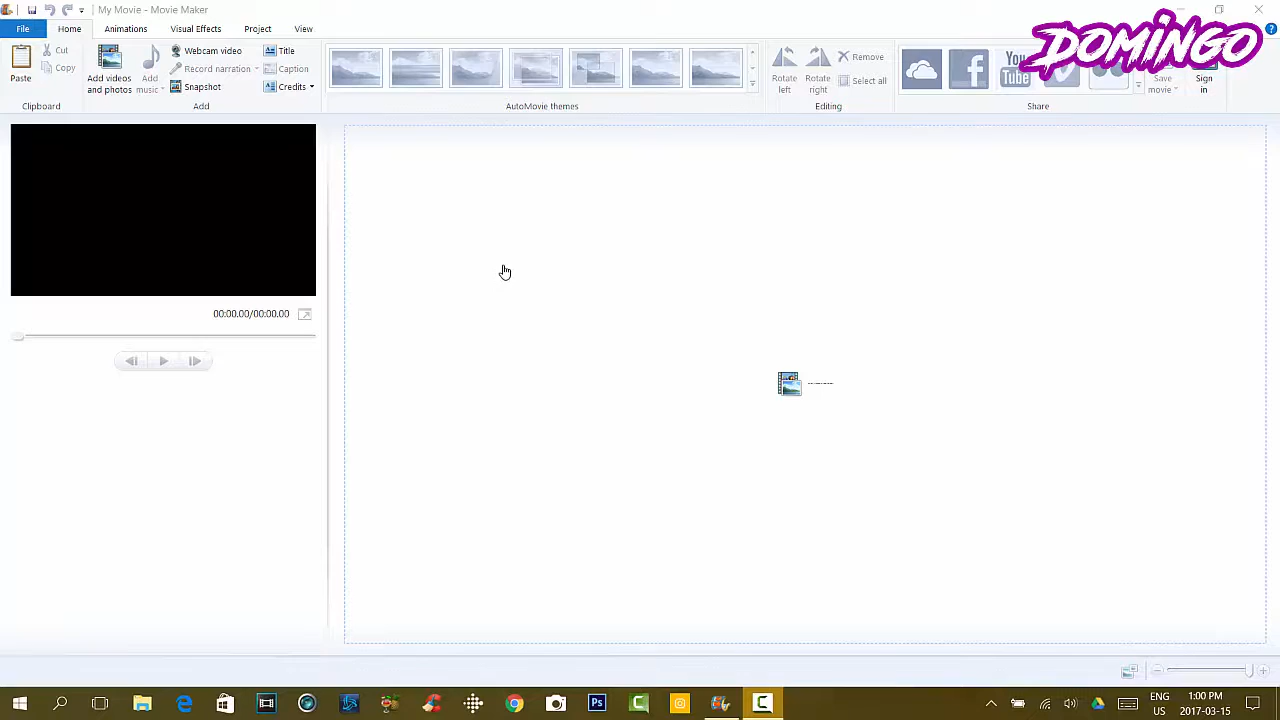 My Movie - Movie Maker
File Home Animations Visual Effects Project View
DOMINGO
Paste
Cut
Copy
Clipboard
Add videos and photos
Add music
Webcam video
Record narration
Snapshot
Title
Caption
Credits
Add
AutoMovie themes
Rotate left
Rotate right
Remove
Select all
Editing
You Tube
Save movie
Share
Sign in
00:00.00/00:00.00
ENG
US
1:00 PM
2017-03-15
Ps